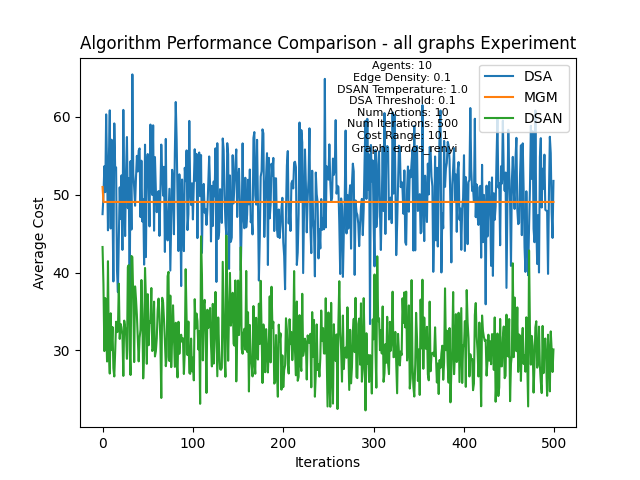 Algorithm Performance Comparison - all graphs Experiment
Agents: 10
Edge Density: 0.1
DSAN Temperature: 1.0
DSA Threshold: 0.1
Num Actions: 10
Num Iterations: 500
Cost Range: 101
Graph: erdos_renyi
DSA
MGM
DSAN
Average Cost
60
50
40
30
0
100
200
300
400
500
Iterations